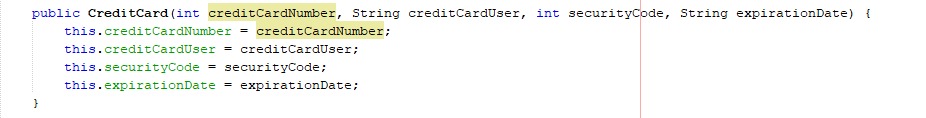 public CreditCard(int creditCardNumber, String creditCardUser, int securityCode, String expirationDate) {
this.creditCardNumber = creditCardNumber;
this.creditCardUser = creditCardUser;
this.securityCode = securityCode;
this.expirationDate = expirationDate;
}